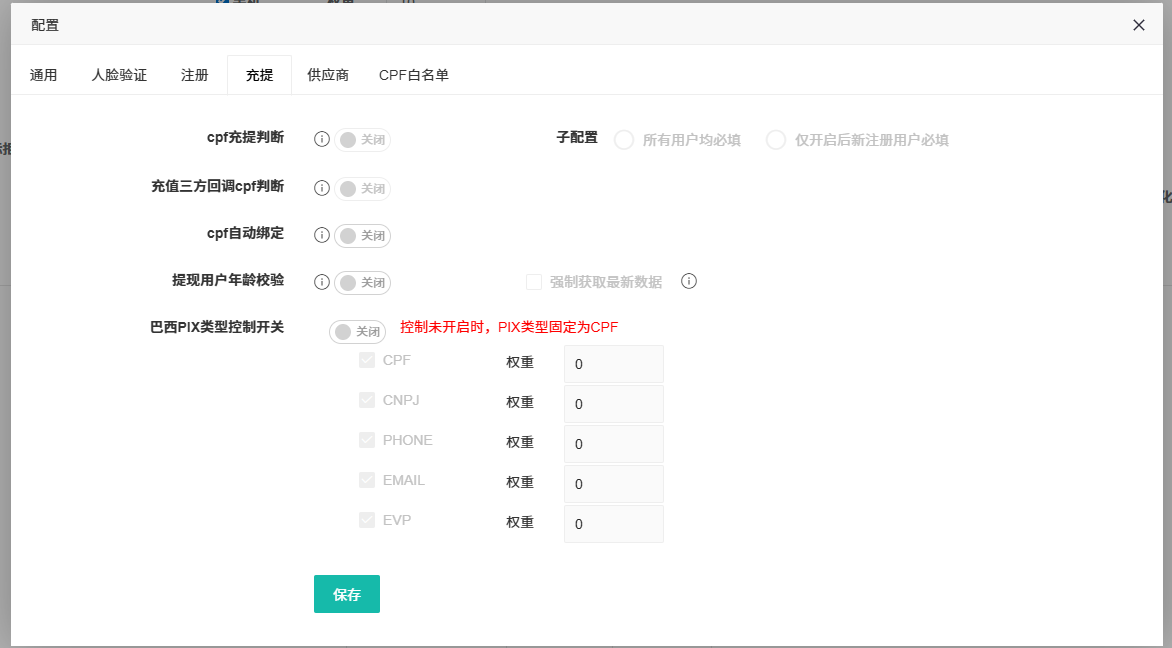 配置
通用 人脸验证 注册 充提 供应商 CPF白名单
cpf充提判断 关闭 子配置 所有用户均必填 仅开启后新注册用户必填
充值三方回调cpf判断 关闭
cpf自动绑定 关闭
提现用户年龄校验 关闭 强制获取最新数据
巴西PIX类型控制开关 关闭 控制未开启时，PIX类型固定为CPF
CPF 权重 0
CNPJ 权重 0
PHONE 权重 0
EMAIL 权重 0
EVP 权重 0
保存